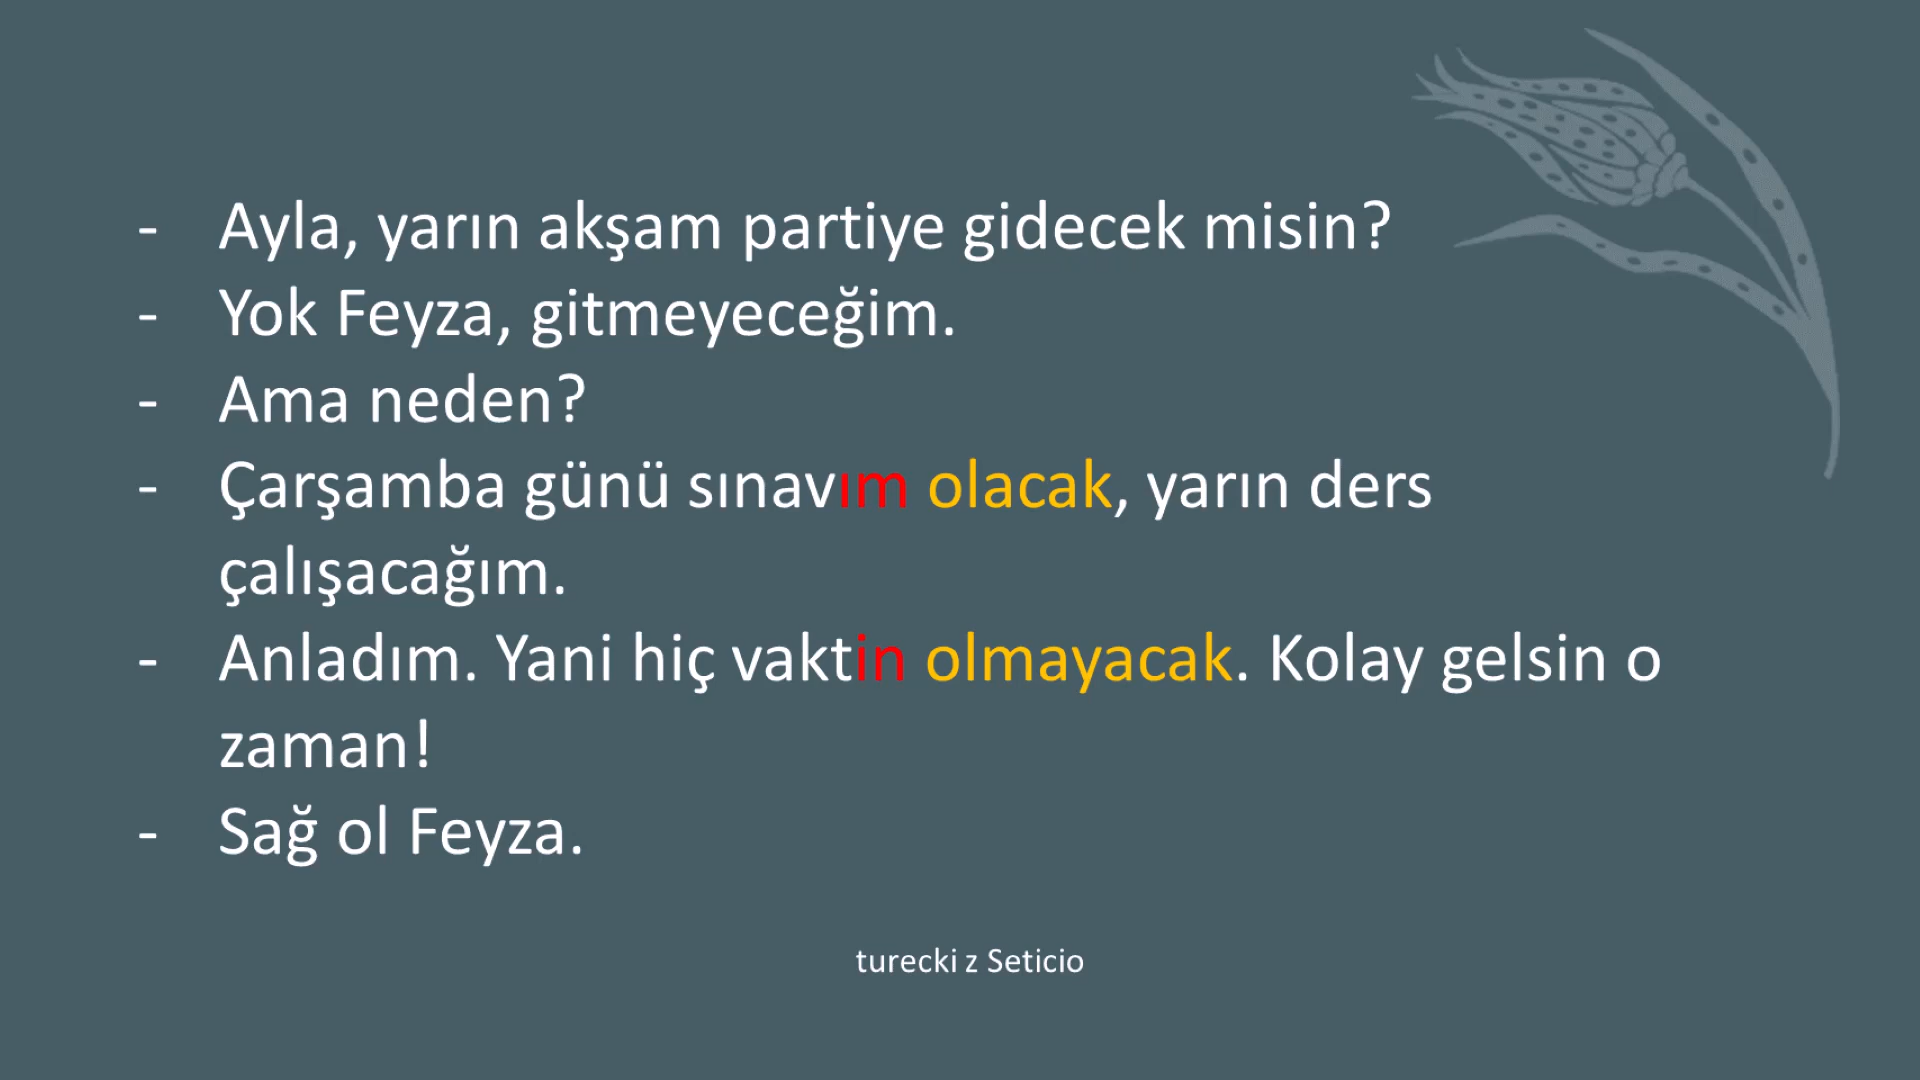 - Ayla, yarın akşam partiye gidecek misin?
- Yok Feyza, gitmeyeceğim.
- Ama neden?
- Çarşamba günü sınavım olacak, yarın ders
çalışacağım.
- Anladım. Yani hiç vaktin olmayacak. Kolay gelsin o
zaman!
- Sağ ol Feyza.
turecki z Seticio